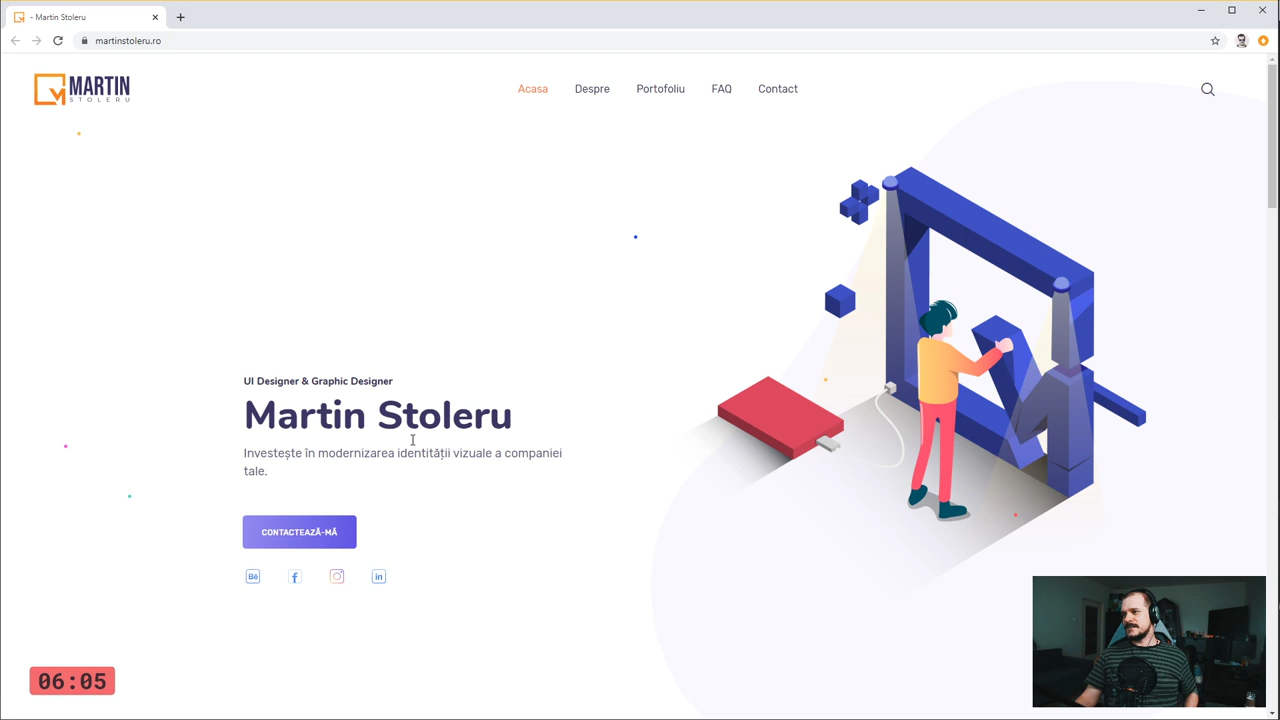 - Martin Stoleru
martinstoleru.ro
MARTIN
STOLERU
Acasa Despre Portofoliu FAQ Contact
UI Designer & Graphic Designer
Martin Stoleru
Investește în modernizarea identității vizuale a companiei
tale.
CONTACTEAZĂ-MĂ
Bē f in
06:05